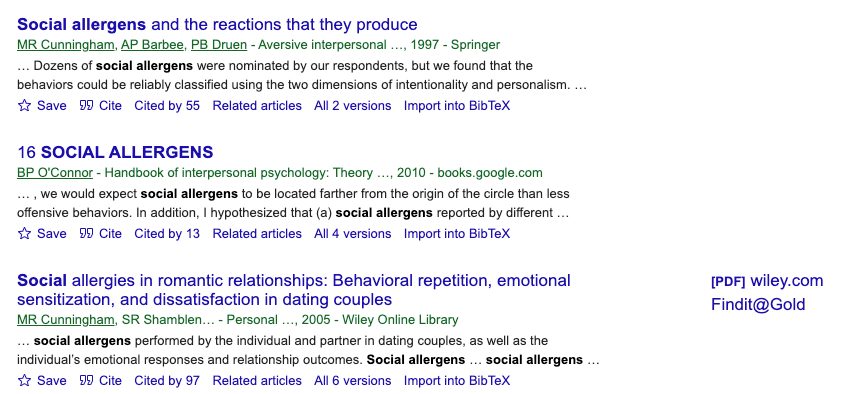 Social allergens and the reactions that they produce
MR Cunningham, AP Barbee, PB Druen - Aversive interpersonal …, 1997 - Springer
… Dozens of social allergens were nominated by our respondents, but we found that the
behaviors could be reliably classified using the two dimensions of intentionality and personalism. …
Save Cite Cited by 55 Related articles All 2 versions Import into BibTeX
16 SOCIAL ALLERGENS
BP O'Connor - Handbook of interpersonal psychology: Theory …, 2010 - books.google.com
… , we would expect social allergens to be located farther from the origin of the circle than less
offensive behaviors. In addition, I hypothesized that (a) social allergens reported by different …
Save Cite Cited by 13 Related articles All 4 versions Import into BibTeX
Social allergies in romantic relationships: Behavioral repetition, emotional
sensitization, and dissatisfaction in dating couples
MR Cunningham, SR Shamblen… - Personal …, 2005 - Wiley Online Library
… social allergens performed by the individual and partner in dating couples, as well as the
individual's emotional responses and relationship outcomes. Social allergens … social allergens …
Save Cite Cited by 97 Related articles All 6 versions Import into BibTeX
[PDF] wiley.com
Findit@Gold